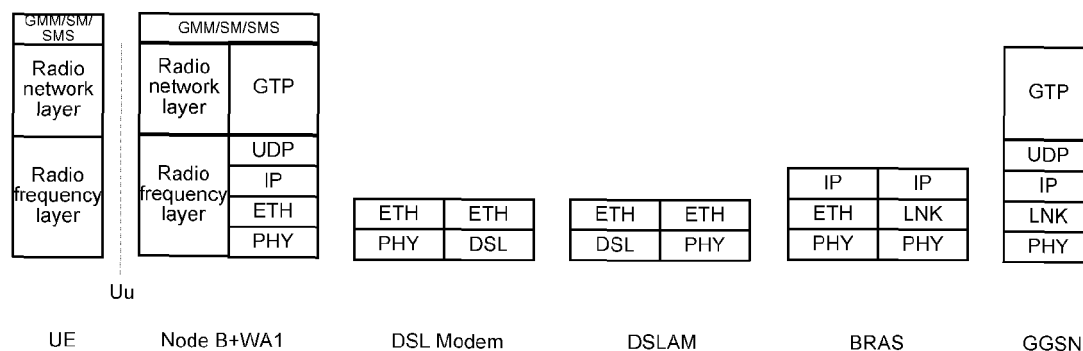 GMM/SM/
SMS
Radio
network
layer
Radio
frequency
layer
Uu
GMM/SM/SMS
Radio
network
layer
GTP
Radio
frequency
layer
UDP
IP
ETH
PHY
ETH ETH
PHY DSL
ETH ETH
DSL PHY
IP IP
ETH LNK
PHY PHY
GTP
UDP
IP
LNK
PHY
UE Node B+WA1 DSL Modem DSLAM BRAS GGSN